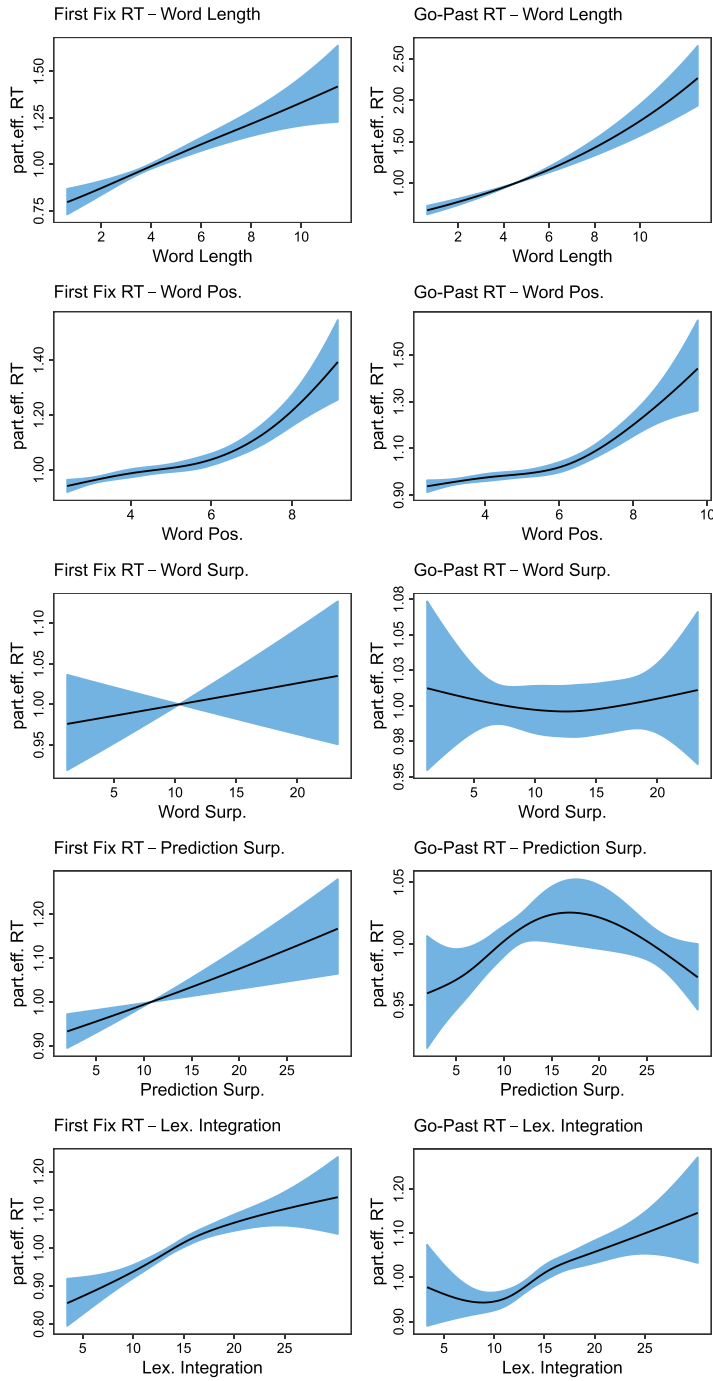 First Fix RT – Word Length
part.eff. RT
1.50
1.25
1.00
0.75
2 4 6 8 10
Word Length
Go-Past RT – Word Length
part.eff. RT
2.50
2.00
1.50
1.00
2 4 6 8 10
Word Length
First Fix RT – Word Pos.
part.eff. RT
1.40
1.20
1.00
4 6 8
Word Pos.
Go-Past RT – Word Pos.
part.eff. RT
1.50
1.30
1.10
0.90
4 6 8 10
Word Pos.
First Fix RT – Word Surp.
part.eff. RT
1.10
1.05
1.00
0.95
5 10 15 20
Word Surp.
Go-Past RT – Word Surp.
part.eff. RT
1.08
1.05
1.03
1.00
0.98
0.95
5 10 15 20
Word Surp.
First Fix RT – Prediction Surp.
part.eff. RT
1.20
1.10
1.00
0.90
5 10 15 20 25
Prediction Surp.
Go-Past RT – Prediction Surp.
part.eff. RT
1.05
1.00
0.95
5 10 15 20 25
Prediction Surp.
First Fix RT – Lex. Integration
part.eff. RT
1.20
1.10
1.00
0.90
0.80
5 10 15 20 25
Lex. Integration
Go-Past RT – Lex. Integration
part.eff. RT
1.20
1.10
1.00
0.90
5 10 15 20 25
Lex. Integration